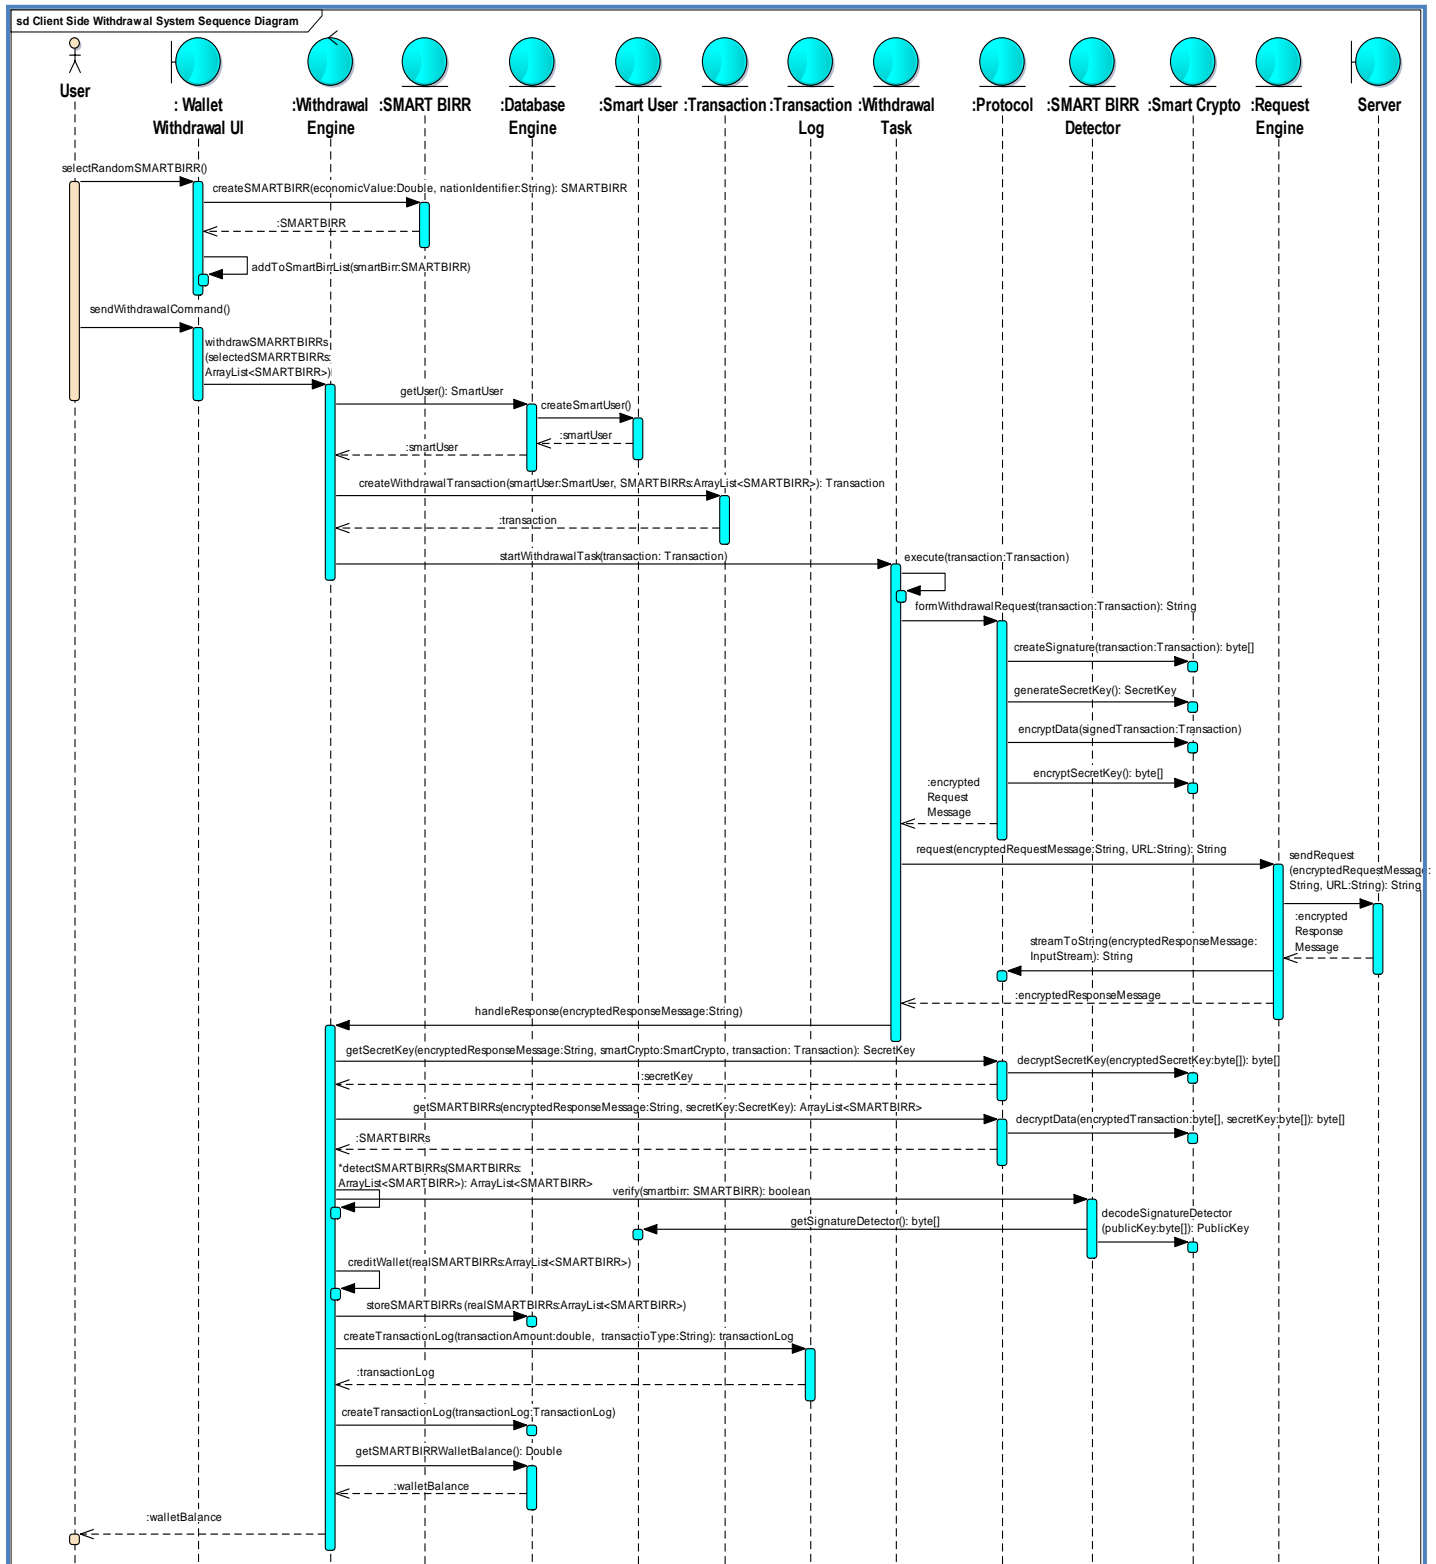 sd Client Side Withdrawal System Sequence Diagram
User
: Wallet
Withdrawal UI
:Withdrawal
Engine
:SMART BIRR
:Database
Engine
:Smart User
:Transaction
:Transaction
Log
:Withdrawal
Task
:Protocol
:SMART BIRR
Detector
:Smart Crypto
:Request
Engine
Server
selectRandomSMARTBIRR()
createSMARTBIRR(economicValue:Double, nationIdentifier:String): SMARTBIRR
:SMARTBIRR
addToSmartBirrList(smartBirr:SMARTBIRR)
sendWithdrawalCommand()
withdrawSMARRTBIRRs
(selectedSMARRTBIRRs:
ArrayList<SMARTBIRR>)
getUser(): SmartUser
createSmartUser()
:smartUser
:smartUser
createWithdrawalTransaction(smartUser:SmartUser, SMARTBIRRs:ArrayList<SMARTBIRR>): Transaction
:transaction
startWithdrawalTask(transaction: Transaction)
execute(transaction:Transaction)
formWithdrawalRequest(transaction:Transaction): String
createSignature(transaction:Transaction): byte[]
generateSecretKey(): SecretKey
encryptData(signedTransaction:Transaction)
encryptSecretKey(): byte[]
:encrypted
Request
Message
request(encryptedRequestMessage:String, URL:String): String
sendRequest
(encryptedRequestMessage:
String, URL:String): String
:encrypted
Response
Message
streamToString(encryptedResponseMessage:
InputStream): String
:encryptedResponseMessage
handleResponse(encryptedResponseMessage:String)
getSecretKey(encryptedResponseMessage:String, smartCrypto:SmartCrypto, transaction: Transaction): SecretKey
decryptSecretKey(encryptedSecretKey:byte[]): byte[]
:secretKey
getSMARTBIRRs(encryptedResponseMessage:String, secretKey:SecretKey): ArrayList<SMARTBIRR>
decryptData(encryptedTransaction:byte[], secretKey:byte[]): byte[]
:SMARTBIRRs
*detectSMARTBIRRs(SMARTBIRRs:
ArrayList<SMARTBIRR>): ArrayList<SMARTBIRR>
verify(smartbirr: SMARTBIRR): boolean
getSignatureDetector(): byte[]
decodeSignatureDetector
(publicKey:byte[]): PublicKey
creditWallet(realSMARTBIRRs:ArrayList<SMARTBIRR>)
storeSMARTBIRRs (realSMARTBIRRs:ArrayList<SMARTBIRR>)
createTransactionLog(transactionAmount:double, transactioType:String): transactionLog
:transactionLog
createTransactionLog(transactionLog:TransactionLog)
getSMARTBIRRWalletBalance(): Double
:walletBalance
:walletBalance